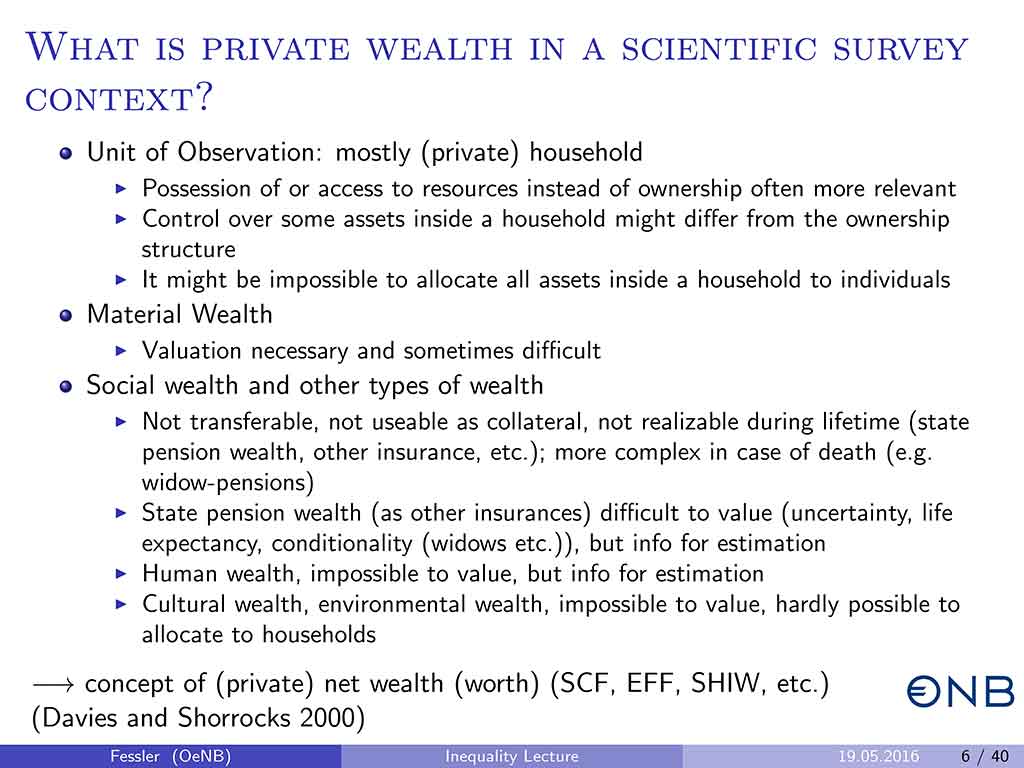 What is private wealth in a scientific survey
context?
Unit of Observation: mostly (private) household
Possession of or access to resources instead of ownership often more relevant
Control over some assets inside a household might differ from the ownership
structure
It might be impossible to allocate all assets inside a household to individuals
Material Wealth
Valuation necessary and sometimes difficult
Social wealth and other types of wealth
Not transferable, not useable as collateral, not realizable during lifetime (state
pension wealth, other insurance, etc.); more complex in case of death (e.g.
widow-pensions)
State pension wealth (as other insurances) difficult to value (uncertainty, life
expectancy, conditionality (widows etc.)), but info for estimation
Human wealth, impossible to value, but info for estimation
Cultural wealth, environmental wealth, impossible to value, hardly possible to
allocate to households
⟶ concept of (private) net wealth (worth) (SCF, EFF, SHIW, etc.)
(Davies and Shorrocks 2000)
€NB
Fessler (OeNB) Inequality Lecture 19.05.2016 6 / 40